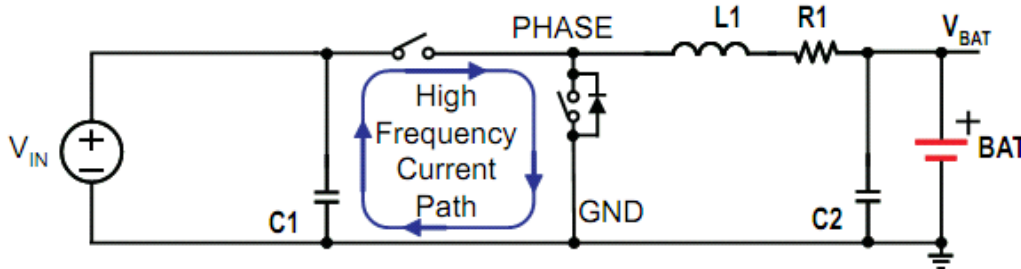 PHASE
L1
R1
VBAT
High
Frequency
Current
Path
VIN
+
−
C1
GND
C2
+
BAT